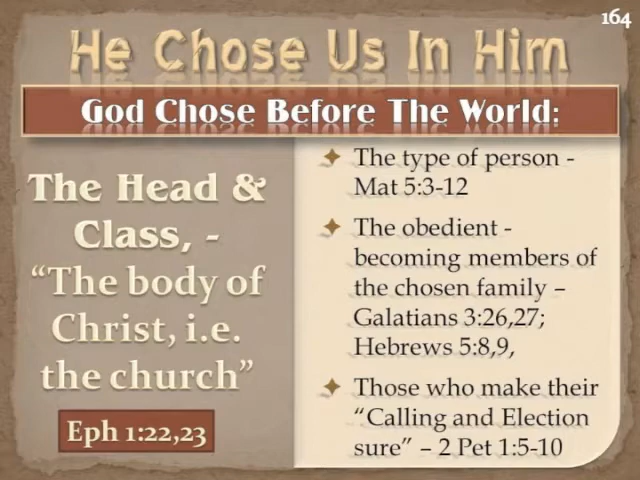 164
He Chose Us In Him
God Chose Before The World:
The Head &
Class, -
“The body of
Christ, i.e.
the church”
Eph 1:22,23
The type of person -
Mat 5:3-12
The obedient -
becoming members of
the chosen family –
Galatians 3:26,27;
Hebrews 5:8,9,
Those who make their
“Calling and Election
sure” – 2 Pet 1:5-10